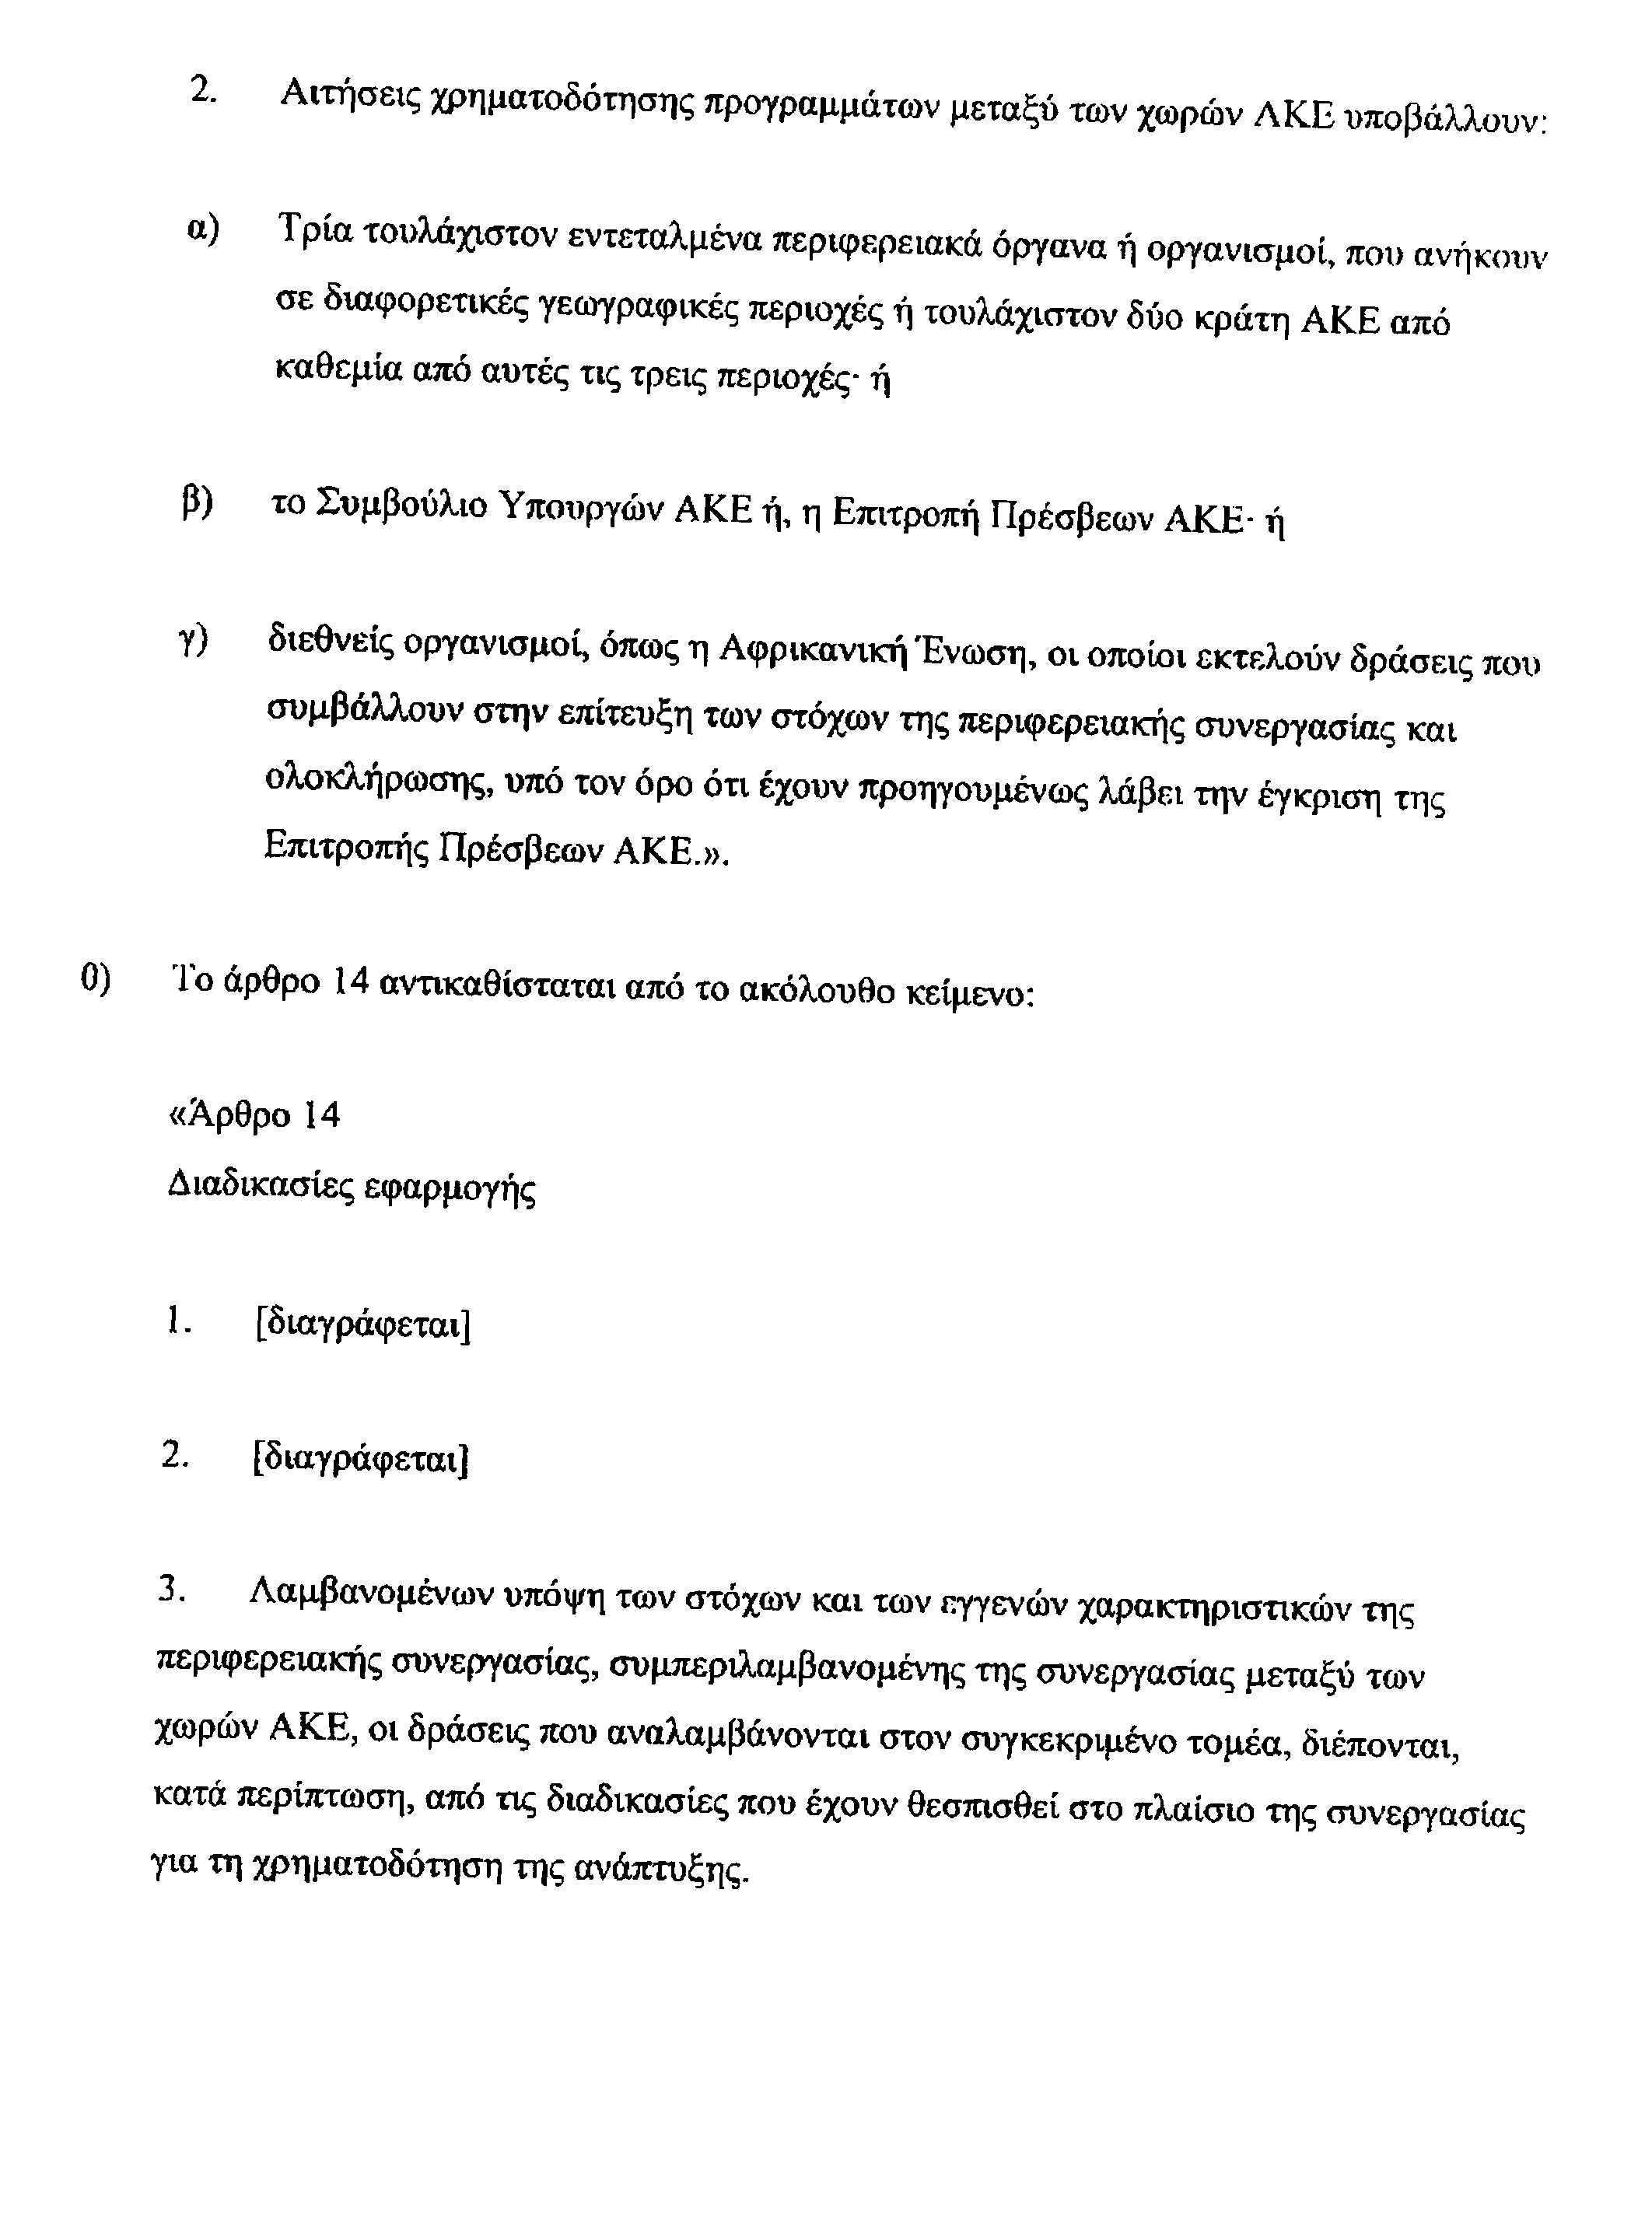 2. Αιτήσεις χρηματοδότησης προγραμμάτων μεταξύ των χωρών ΑΚΕ υποβάλλουν:
α) Τρία τουλάχιστον εντεταλμένα περιφερειακά όργανα ή οργανισμοί, που ανήκουν
σε διαφορετικές γεωγραφικές περιοχές ή τουλάχιστον δύο κράτη ΑΚΕ από
καθεμία από αυτές τις τρεις περιοχές· ή
β) το Συμβούλιο Υπουργών ΑΚΕ ή, η Επιτροπή Πρέσβεων ΑΚΕ· ή
γ) διεθνείς οργανισμοί, όπως η Αφρικανική Ένωση, οι οποίοι εκτελούν δράσεις που
συμβάλλουν στην επίτευξη των στόχων της περιφερειακής συνεργασίας και
ολοκλήρωσης, υπό τον όρο ότι έχουν προηγουμένως λάβει την έγκριση της
Επιτροπής Πρέσβεων ΑΚΕ.».
θ) Το άρθρο 14 αντικαθίσταται από το ακόλουθο κείμενο:
«Άρθρο 14
Διαδικασίες εφαρμογής
1. [διαγράφεται]
2. [διαγράφεται]
3. Λαμβανομένων υπόψη των στόχων και των εγγενών χαρακτηριστικών της
περιφερειακής συνεργασίας, συμπεριλαμβανομένης της συνεργασίας μεταξύ των
χωρών ΑΚΕ, οι δράσεις που αναλαμβάνονται στον συγκεκριμένο τομέα, διέπονται,
κατά περίπτωση, από τις διαδικασίες που έχουν θεσπισθεί στο πλαίσιο της συνεργασίας
για τη χρηματοδότηση της ανάπτυξης.